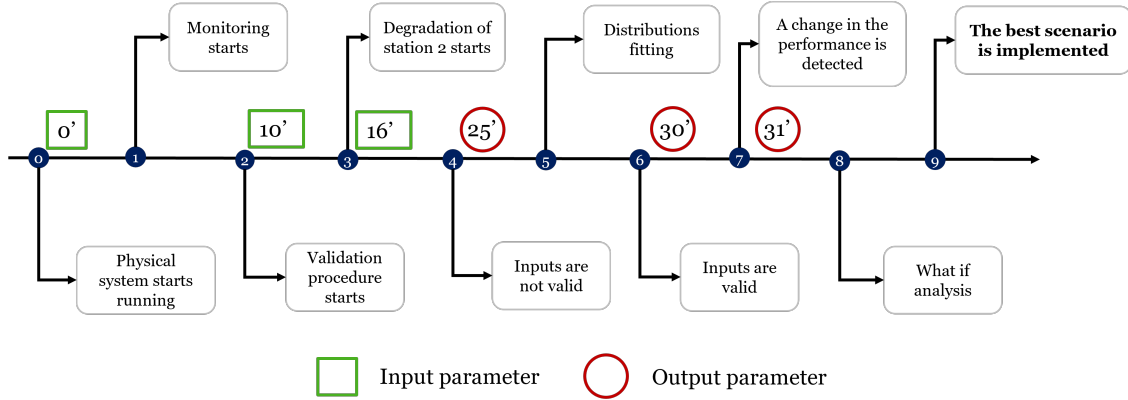 Monitoring
starts
Degradation of
station 2 starts
Distributions
fitting
A change in the
performance is
detected
The best scenario
is implemented
0’
10’
16’
25’
30’
31’
0
1
2
3
4
5
6
7
8
9
Physical
system starts
running
Validation
procedure
starts
Inputs are
not valid
Inputs are
valid
What if
analysis
Input parameter
Output parameter